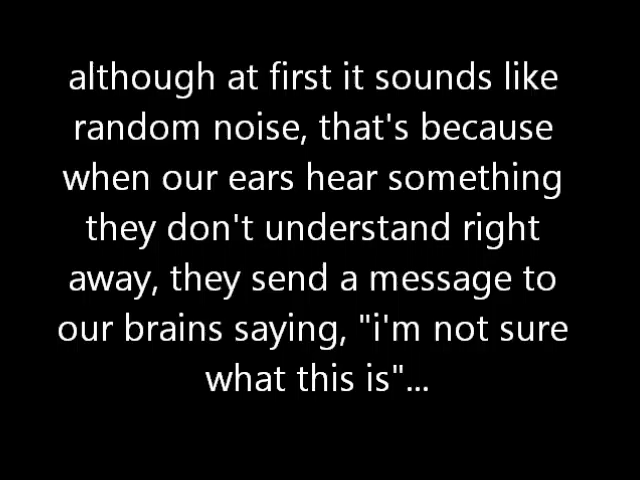 although at first it sounds like
random noise, that's because
when our ears hear something
they don't understand right
away, they send a message to
our brains saying, "i'm not sure
what this is"...